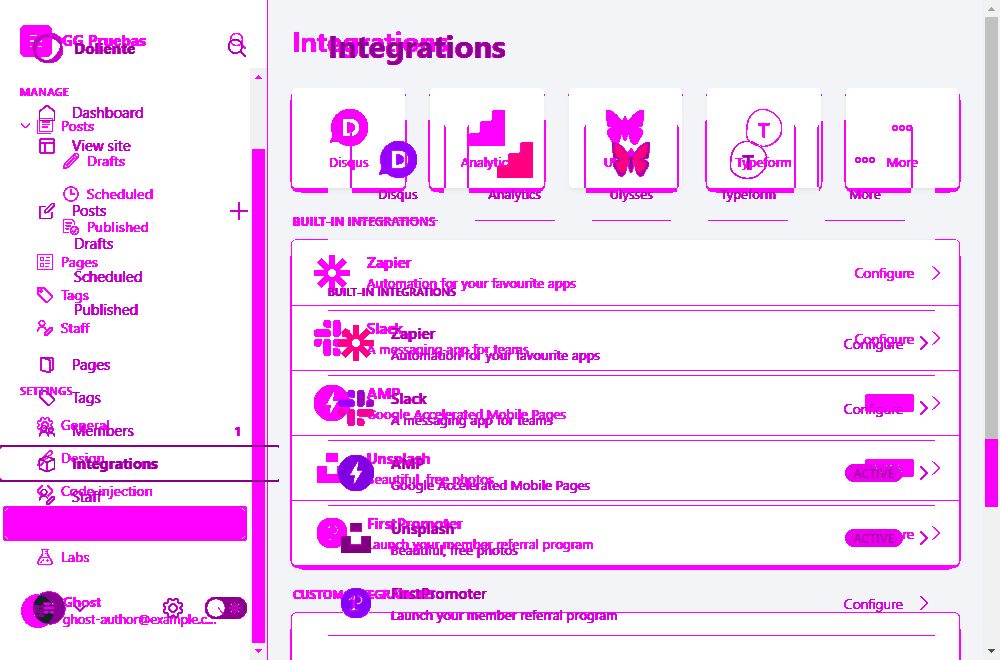 GG Pruebas
Doliente
MANAGE
Dashboard
Posts
View site
Drafts
Scheduled
Posts
Published
Drafts
Pages
Scheduled
Tags
Published
Staff
Pages
SETTINGS
Tags
General
Members 1
Design
Integrations
Code injection
Staff
Labs
Ghost
ghost-author@example.c...
Integrations
Integrations
Disqus
Analytics
Typeform
More
Disqus
Analytics
Ulysses
Typeform
More
BUILT-IN INTEGRATIONS
Zapier
Automation for your favourite apps
Configure
BUILT-IN INTEGRATIONS
Slack
A messaging app for teams
Configure
Zapier
Automation for your favourite apps
Configure
AMP
Google Accelerated Mobile Pages
Slack
A messaging app for teams
Configure
Unsplash
Beautiful, free photos
AMP
Google Accelerated Mobile Pages
ACTIVE
FirstPromoter
Launch your member referral program
Unsplash
Beautiful, free photos
ACTIVE
CUSTOM INTEGRATIONS
FirstPromoter
Launch your member referral program
Configure